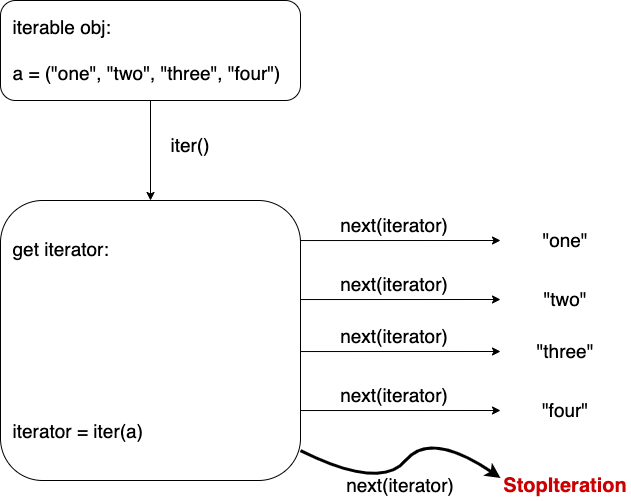 iterable obj:
a = ("one", "two", "three", "four")
iter()
get iterator:
next(iterator)
"one"
next(iterator)
"two"
next(iterator)
"three"
next(iterator)
"four"
iterator = iter(a)
next(iterator)
StopIteration